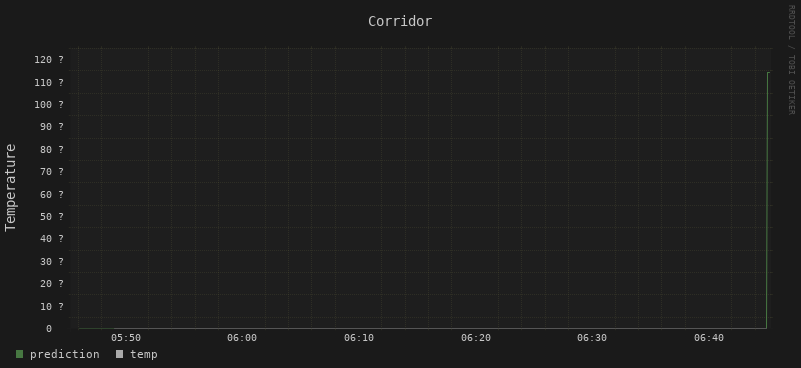 Corridor
RRDTOOL / TOBI OETIKER
Temperature
120 ?
110 ?
100 ?
90 ?
80 ?
70 ?
60 ?
50 ?
40 ?
30 ?
20 ?
10 ?
0
05:50 06:00 06:10 06:20 06:30 06:40
prediction temp